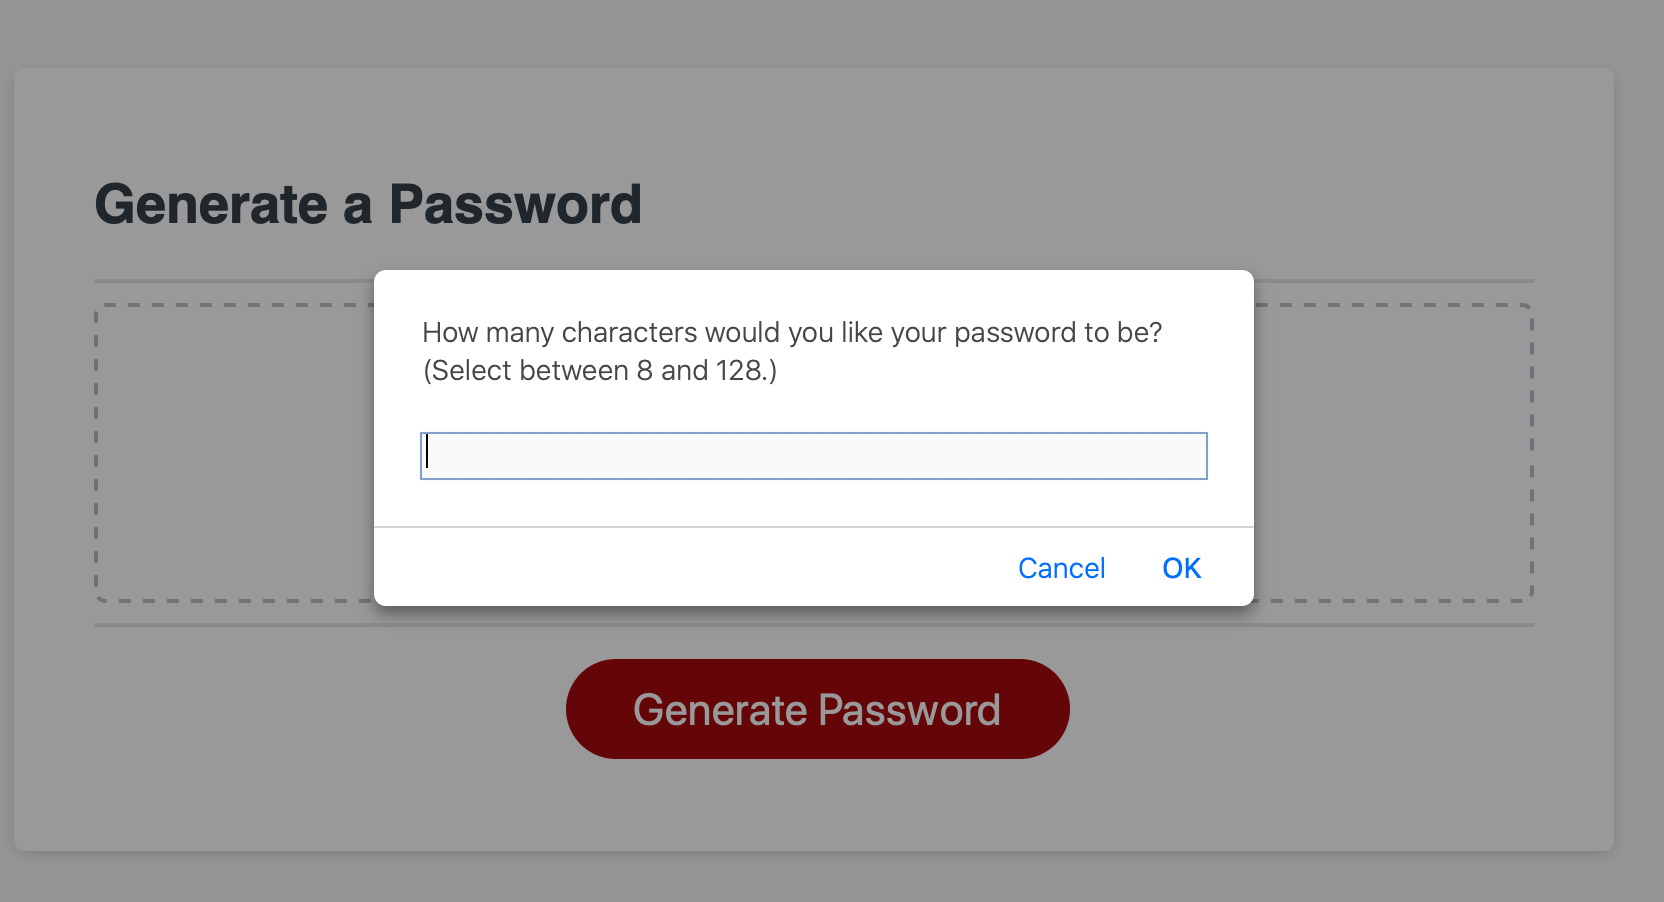 Generate a Password
How many characters would you like your password to be?
(Select between 8 and 128.)
Cancel OK
Generate Password